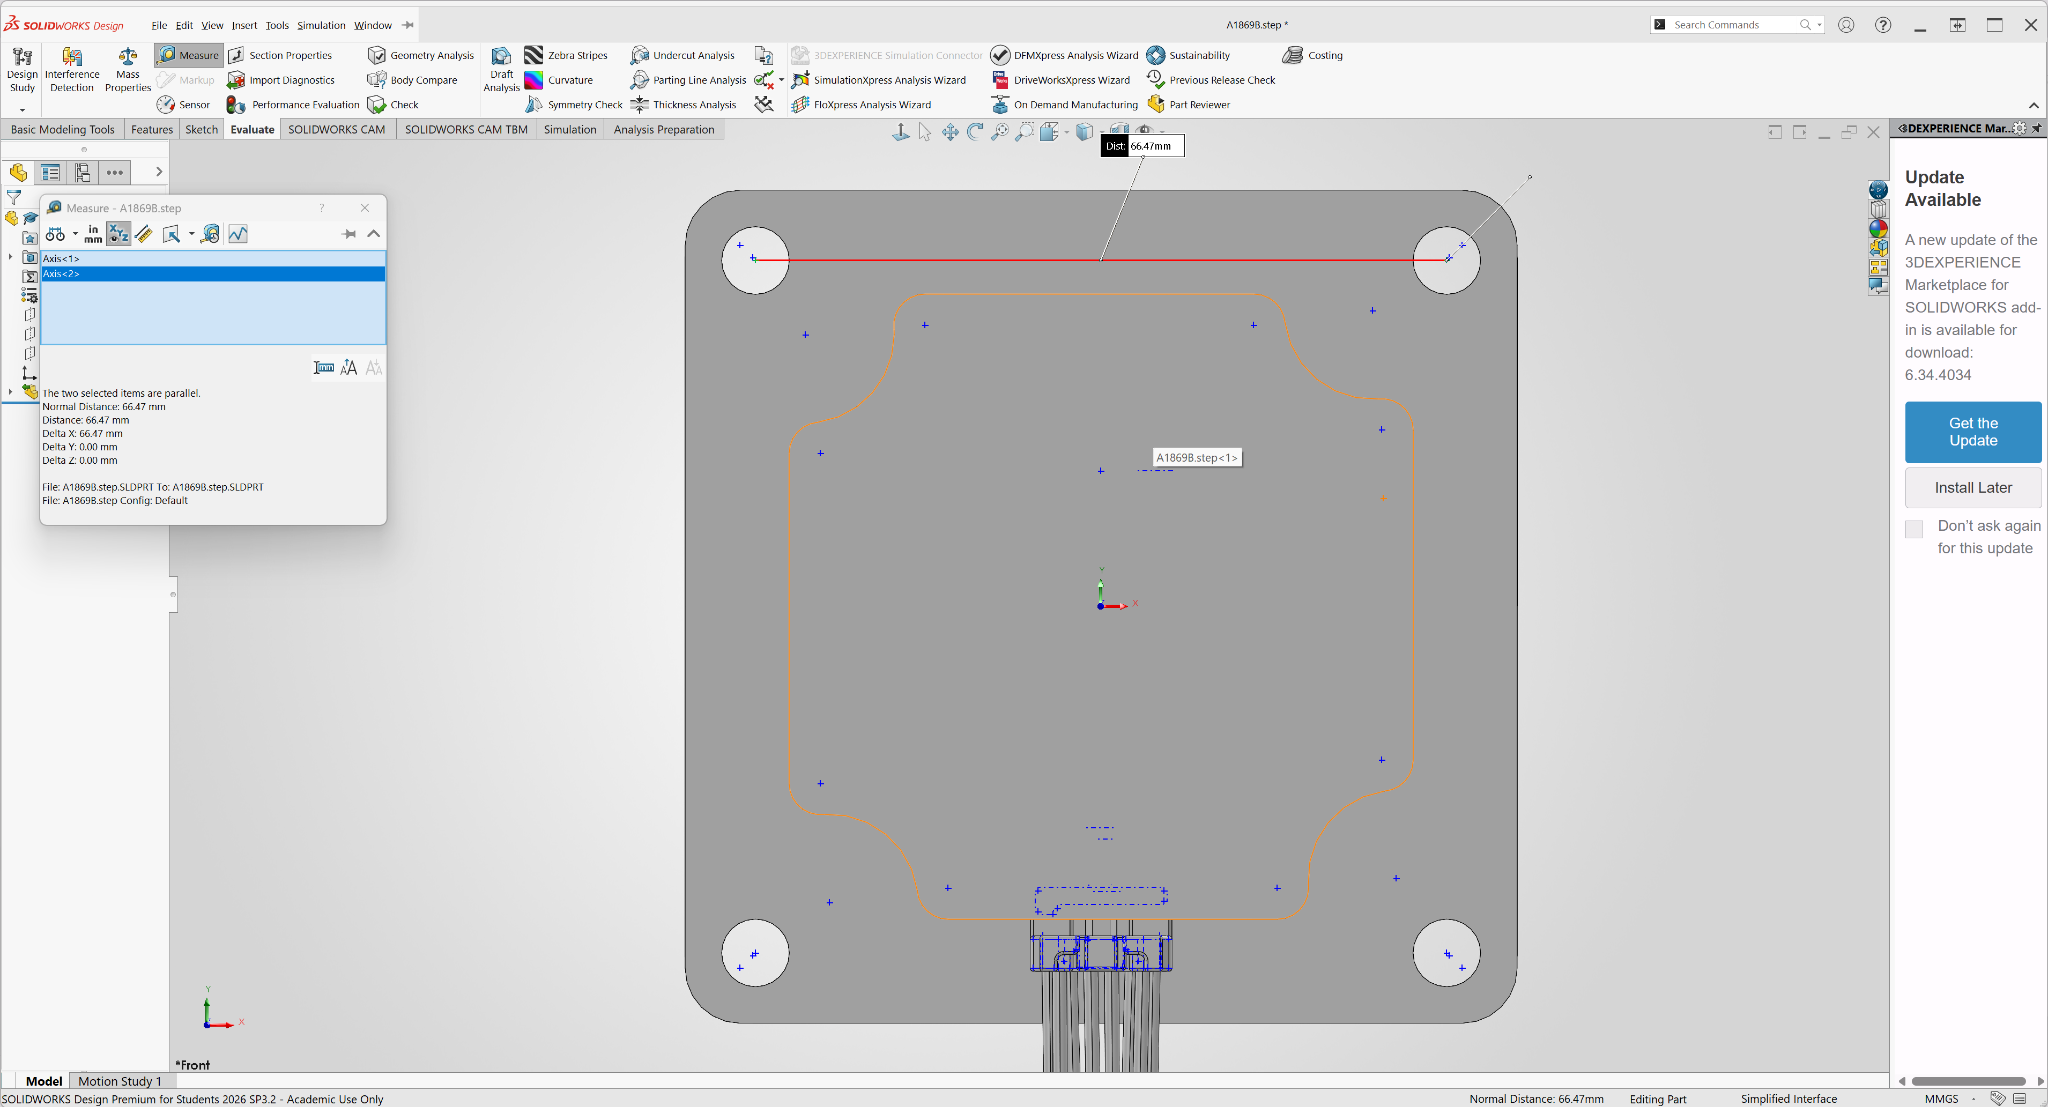 SOLIDWORKS Design
File Edit View Insert Tools Simulation Window
A1869B.step *
Search Commands
Design Study
Interference Detection
Mass Properties
Measure
Markup
Sensor
Section Properties
Import Diagnostics
Performance Evaluation
Geometry Analysis
Body Compare
Check
Draft Analysis
Zebra Stripes
Curvature
Symmetry Check
Undercut Analysis
Parting Line Analysis
Thickness Analysis
3DEXPERIENCE Simulation Connector
SimulationXpress Analysis Wizard
FloXpress Analysis Wizard
DFMXpress Analysis Wizard
DriveWorksXpress Wizard
On Demand Manufacturing
Sustainability
Previous Release Check
Part Reviewer
Costing
Basic Modeling Tools
Features
Sketch
Evaluate
SOLIDWORKS CAM
SOLIDWORKS CAM TBM
Simulation
Analysis Preparation
3DEXPERIENCE Mar...
Dist: 66.47mm
Measure - A1869B.step
in
mm
XYZ
Axis<1>
Axis<2>
The two selected items are parallel.
Normal Distance: 66.47 mm
Distance: 66.47 mm
Delta X: 66.47 mm
Delta Y: 0.00 mm
Delta Z: 0.00 mm
File: A1869B.step.SLDPRT To: A1869B.step.SLDPRT
File: A1869B.step Config: Default
A1869B.step<1>
Y
X
Y
X
*Front
Update
Available
A new update of the
3DEXPERIENCE
Marketplace for
SOLIDWORKS add-
in is available for
download:
6.34.4034
Get the
Update
Install Later
Don't ask again
for this update
Model
Motion Study 1
SOLIDWORKS Design Premium for Students 2026 SP3.2 - Academic Use Only
Normal Distance: 66.47mm
Editing Part
Simplified Interface
MMGS